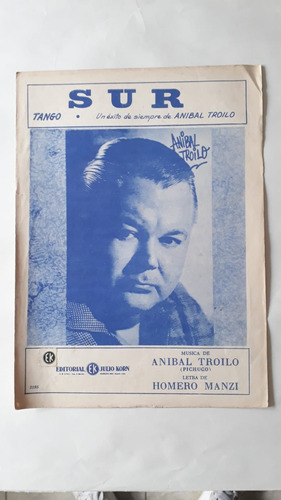 SUR
TANGO • Un éxito de siempre de ANIBAL TROILO
ANIBAL
TROILO
EK
EDITORIAL EK JULIO KORN
MUSICA DE
ANIBAL TROILO
(PICHUCO)
LETRA DE
HOMERO MANZI